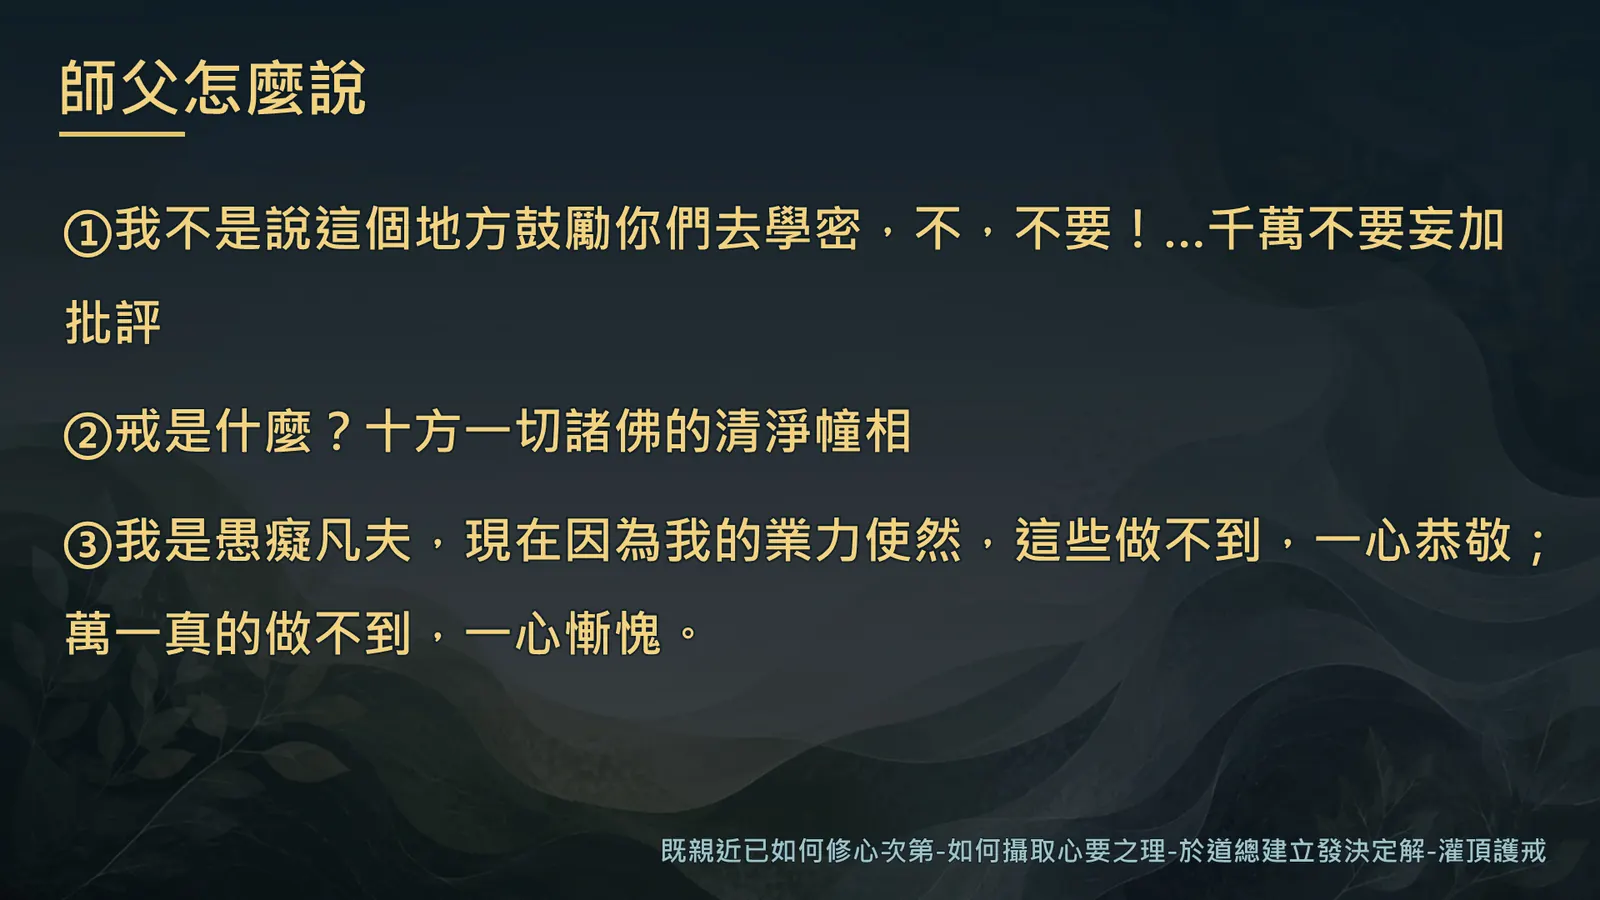 師父怎麼說
①我不是說這個地方鼓勵你們去學密，不，不要！...千萬不要妄加
批評
②戒是什麼？十方一切諸佛的清淨幢相
③我是愚癡凡夫，現在因為我的業力使然，這些做不到，一心恭敬；
萬一真的做不到，一心慚愧。
既親近已如何修心次第-如何攝取心要之理-於道總建立發決定解-灌頂護戒